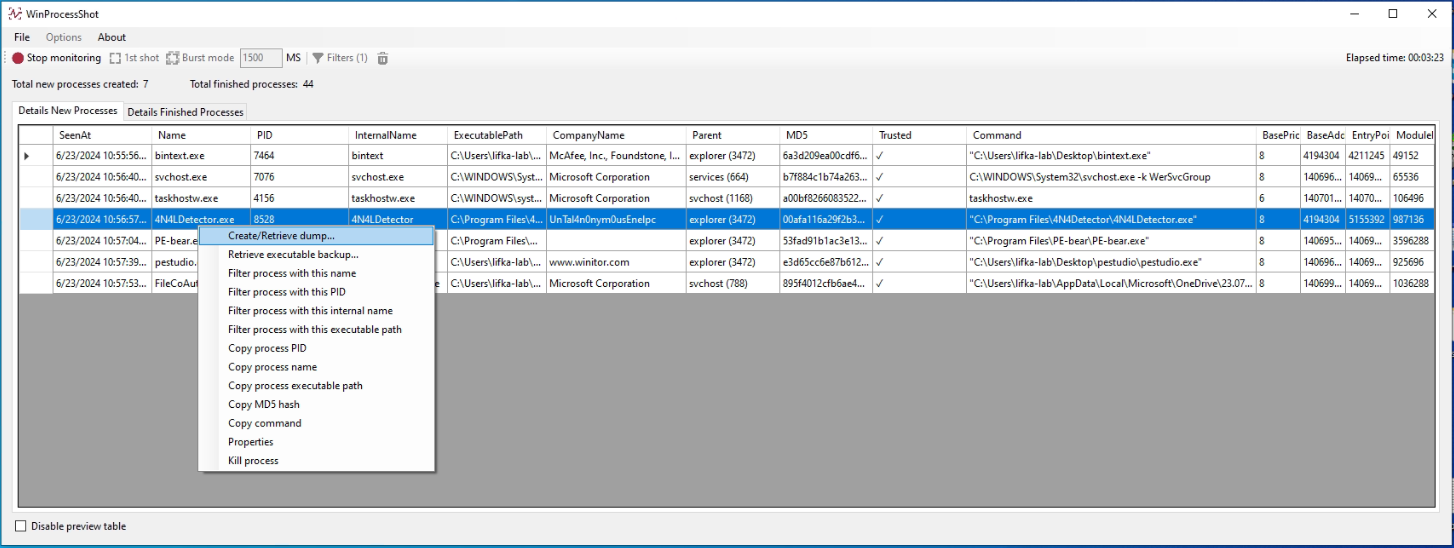 WinProcessShot
File Options About
Stop monitoring 1st shot Burst mode 1500 MS Filters (1) Elapsed time: 00:03:23
Total new processes created: 7 Total finished processes: 44
Details New Processes Details Finished Processes
SeenAt Name PID InternalName ExecutablePath CompanyName Parent MD5 Trusted Command BasePric BaseAdc EntryPoi ModuleI
6/23/2024 10:55:56... bintext.exe 7464 bintext C:\Users\lifka-lab\... McAfee, Inc., Foundstone, I... explorer (3472) 6a3d209ea00cdf6... ✓ "C:\Users\lifka-lab\Desktop\bintext.exe" 8 4194304 4211245 49152
6/23/2024 10:56:40... svchost.exe 7076 svchost.exe C:\WINDOWS\Syst... Microsoft Corporation services (664) b7f884c1b74a263... ✓ C:\WINDOWS\System32\svchost.exe -k WerSvcGroup 8 140696... 14069... 65536
6/23/2024 10:56:40... taskhostw.exe 4156 taskhostw.exe C:\WINDOWS\syst... Microsoft Corporation svchost (1168) a00bf8266083522... ✓ taskhostw.exe 6 140701... 14070... 106496
6/23/2024 10:56:57... 4N4LDetector.exe 8528 4N4LDetector C:\Program Files\4... UnTal4n0nym0usEnelpc explorer (3472) 00afa116a29f2b3... ✓ "C:\Program Files\4N4Detector\4N4LDetector.exe" 8 4194304 5155392 987136
6/23/2024 10:57:04... PE-bear.e C:\Program Files\... explorer (3472) 53fad91b1ac3e13... ✓ "C:\Program Files\PE-bear\PE-bear.exe" 8 140695... 14069... 3596288
6/23/2024 10:57:39... pestudio. C:\Users\lifka-lab\... www.winitor.com explorer (3472) e3d65cc6e87b612... ✓ "C:\Users\lifka-lab\Desktop\pestudio\pestudio.exe" 8 140696... 14069... 925696
6/23/2024 10:57:53... FileCoAut e C:\Users\lifka-lab\... Microsoft Corporation svchost (788) 895f4012cfb6ae4... ✓ "C:\Users\lifka-lab\AppData\Local\Microsoft\OneDrive\23.07... 8 140699... 14069... 1036288
Create/Retrieve dump...
Retrieve executable backup...
Filter process with this name
Filter process with this PID
Filter process with this internal name
Filter process with this executable path
Copy process PID
Copy process name
Copy process executable path
Copy MD5 hash
Copy command
Properties
Kill process
Disable preview table